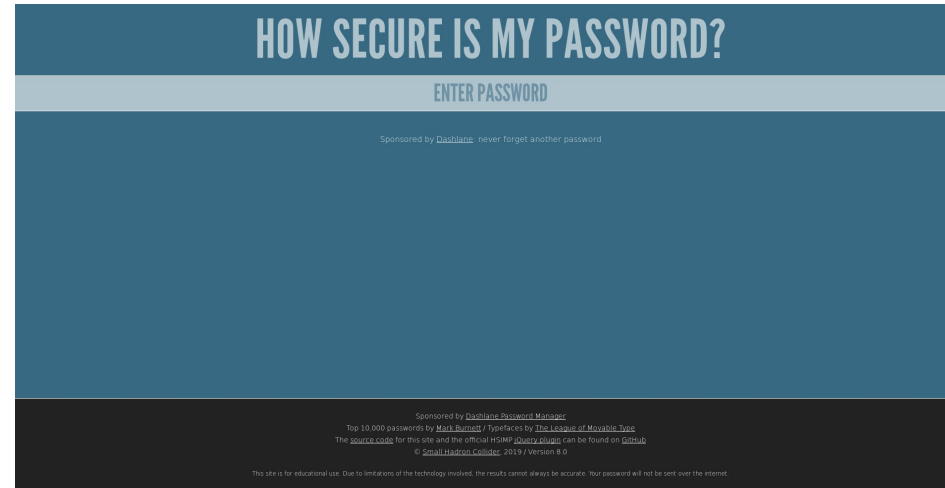 HOW SECURE IS MY PASSWORD?
ENTER PASSWORD
Sponsored by Dashlane: never forget another password
Sponsored by Dashlane Password Manager
Top 10,000 passwords by Mark Burnett / Typefaces by The League of Movable Type
The source code for this site and the official HSIMP jQuery plugin can be found on GitHub
© Small Hadron Collider, 2019 / Version 8.0
This site is for educational use. Due to limitations of the technology involved, the results cannot always be accurate. Your password will not be sent over the internet.